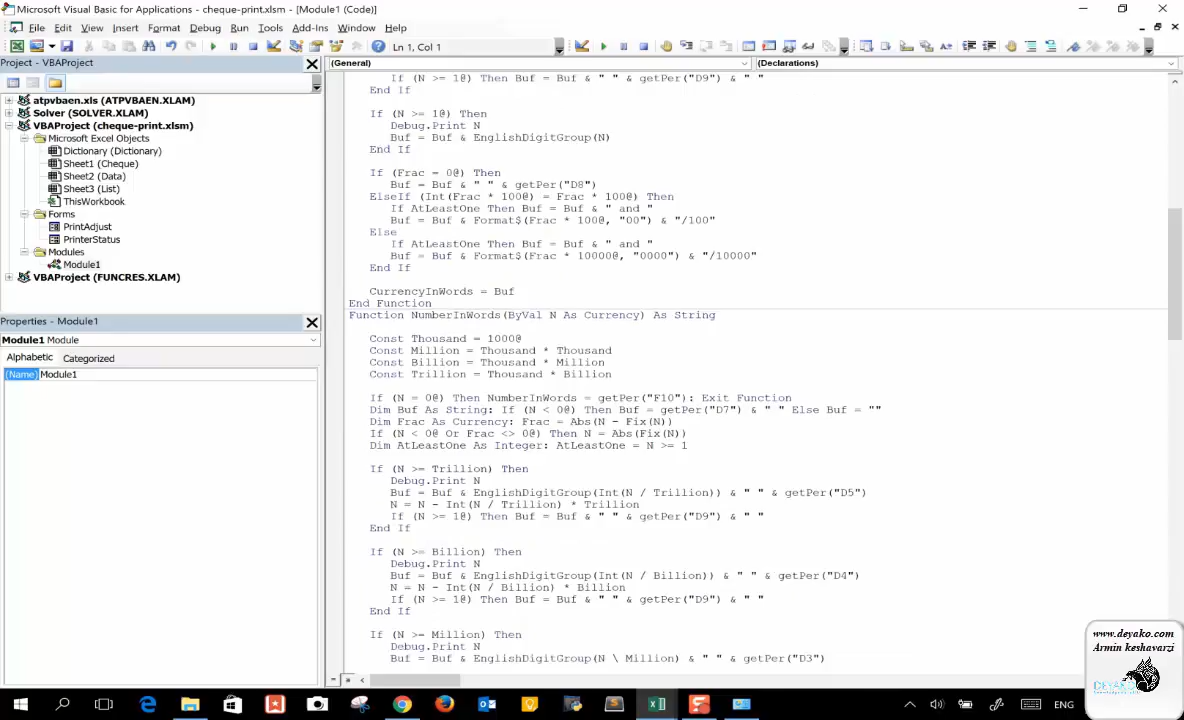 Microsoft Visual Basic for Applications - cheque-print.xlsm - [Module1 (Code)]
File Edit View Insert Format Debug Run Tools Add-Ins Window Help
Ln 1, Col 1
Project - VBAProject
(General) (Declarations)
atpvbaen.xls (ATPVBAEN.XLAM)
Solver (SOLVER.XLAM)
VBAProject (cheque-print.xlsm)
Microsoft Excel Objects
Dictionary (Dictionary)
Sheet1 (Cheque)
Sheet2 (Data)
Sheet3 (List)
ThisWorkbook
Forms
PrintAdjust
PrinterStatus
Modules
Module1
VBAProject (FUNCRES.XLAM)
Properties - Module1
Module1 Module
Alphabetic Categorized
(Name) Module1
If (N >= 1@) Then Buf = Buf & " " & getPer("D9") & " "
End If
If (N >= 1@) Then
Debug.Print N
Buf = Buf & EnglishDigitGroup(N)
End If
If (Frac = 0@) Then
Buf = Buf & " " & getPer("D8")
ElseIf (Int(Frac * 100@) = Frac * 100@) Then
If AtLeastOne Then Buf = Buf & " and "
Buf = Buf & Format$(Frac * 100@, "00") & "/100"
Else
If AtLeastOne Then Buf = Buf & " and "
Buf = Buf & Format$(Frac * 10000@, "0000") & "/10000"
End If
CurrencyInWords = Buf
End Function
Function NumberInWords(ByVal N As Currency) As String
Const Thousand = 1000@
Const Million = Thousand * Thousand
Const Billion = Thousand * Million
Const Trillion = Thousand * Billion
If (N = 0@) Then NumberInWords = getPer("F10"): Exit Function
Dim Buf As String: If (N < 0@) Then Buf = getPer("D7") & " " Else Buf = ""
Dim Frac As Currency: Frac = Abs(N - Fix(N))
If (N < 0@ Or Frac <> 0@) Then N = Abs(Fix(N))
Dim AtLeastOne As Integer: AtLeastOne = N >= 1
If (N >= Trillion) Then
Debug.Print N
Buf = Buf & EnglishDigitGroup(Int(N / Trillion)) & " " & getPer("D5")
N = N - Int(N / Trillion) * Trillion
If (N >= 1@) Then Buf = Buf & " " & getPer("D9") & " "
End If
If (N >= Billion) Then
Debug.Print N
Buf = Buf & EnglishDigitGroup(Int(N / Billion)) & " " & getPer("D4")
N = N - Int(N / Billion) * Billion
If (N >= 1@) Then Buf = Buf & " " & getPer("D9") & " "
End If
If (N >= Million) Then
Debug.Print N
Buf = Buf & EnglishDigitGroup(N \ Million) & " " & getPer("D3")
www.deyako.com
Armin keshavarzi
DEYAKO
ENG